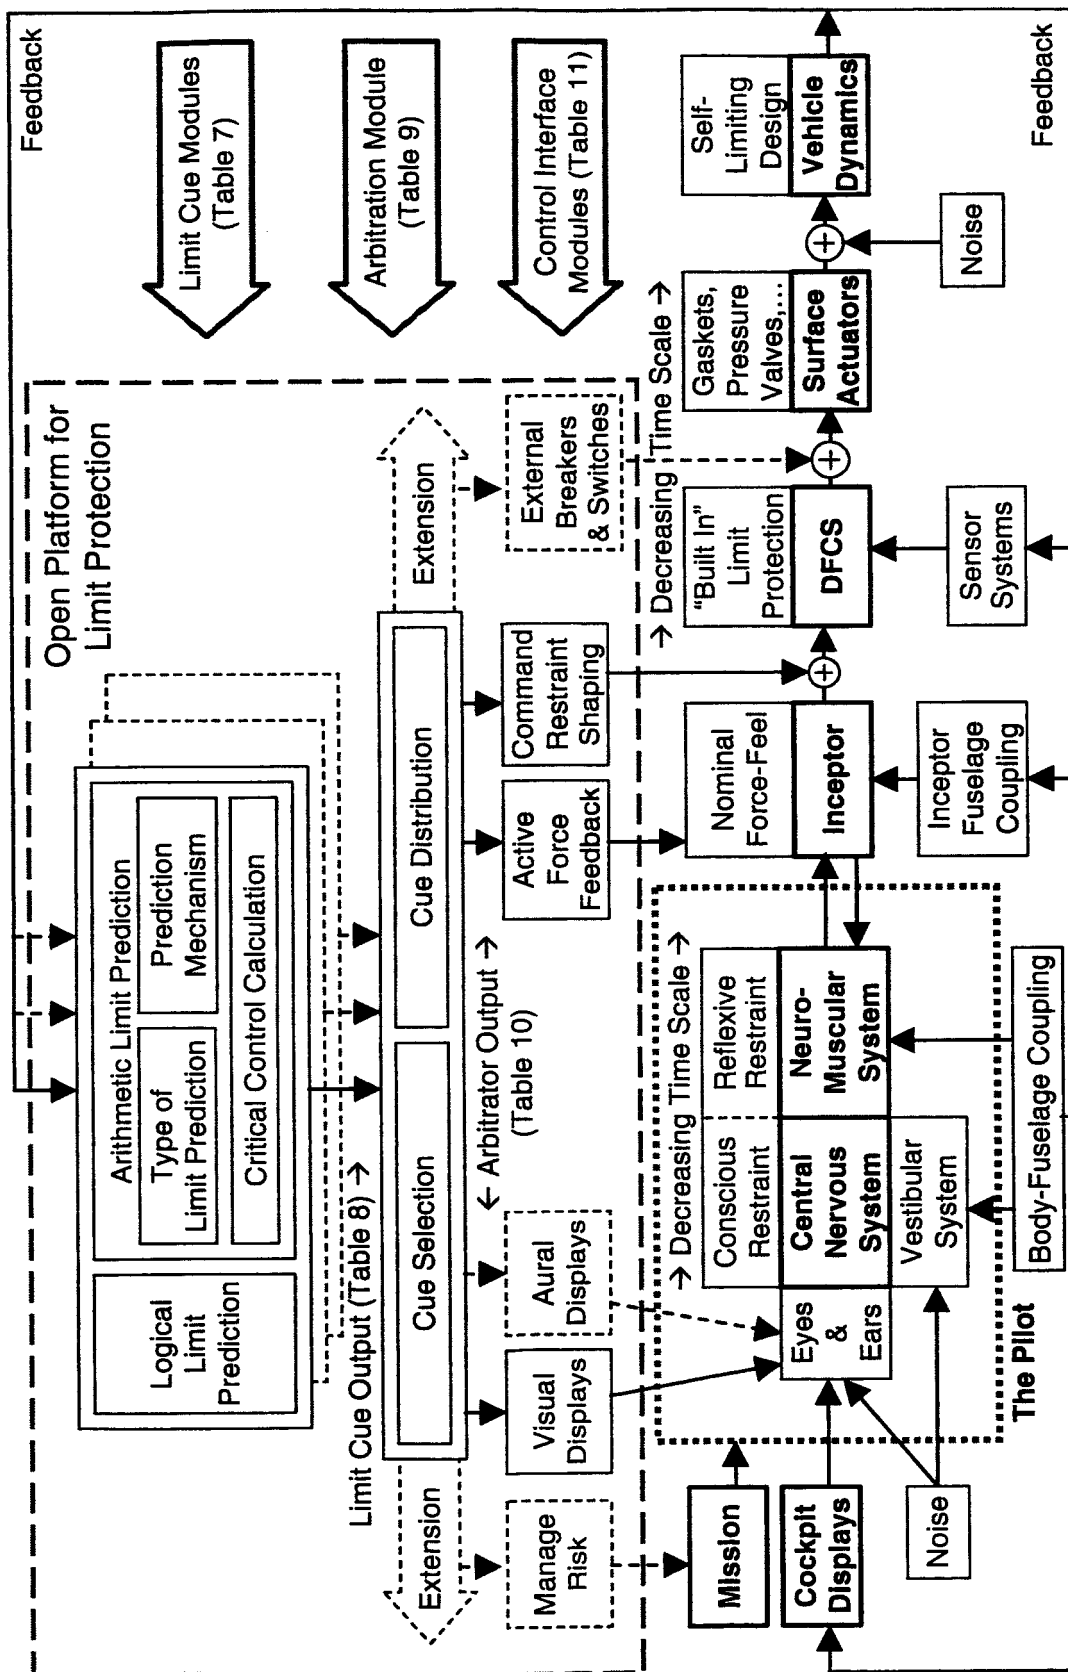 Feedback
Open Platform for
Limit Protection
Limit Cue Modules
(Table 7)
Logical
Limit
Prediction
Arithmetic Limit Prediction
Type of
Limit Prediction
Prediction
Mechanism
Critical Control Calculation
Limit Cue Output (Table 8) →
Arbitration Module
(Table 9)
Extension
Cue Selection
Cue Distribution
Extension
← Arbitrator Output →
(Table 10)
Control Interface
Modules (Table 11)
Manage
Risk
Visual
Displays
Aural
Displays
Active
Force
Feedback
Command
Restraint
Shaping
External
Breakers
& Switches
→ Decreasing Time Scale →
→ Decreasing Time Scale →
Mission
Cockpit
Displays
Noise
Eyes
&
Ears
Conscious
Restraint
Reflexive
Restraint
Central
Nervous
System
Neuro-
Muscular
System
Vestibular
System
The Pilot
Body-Fuselage Coupling
Nominal
Force-Feel
Inceptor
Inceptor
Fuselage
Coupling
+
"Built In"
Limit
Protection
DFCS
Sensor
Systems
+
Gaskets,
Pressure
Valves,...
Surface
Actuators
+
Noise
Self-
Limiting
Design
Vehicle
Dynamics
Feedback